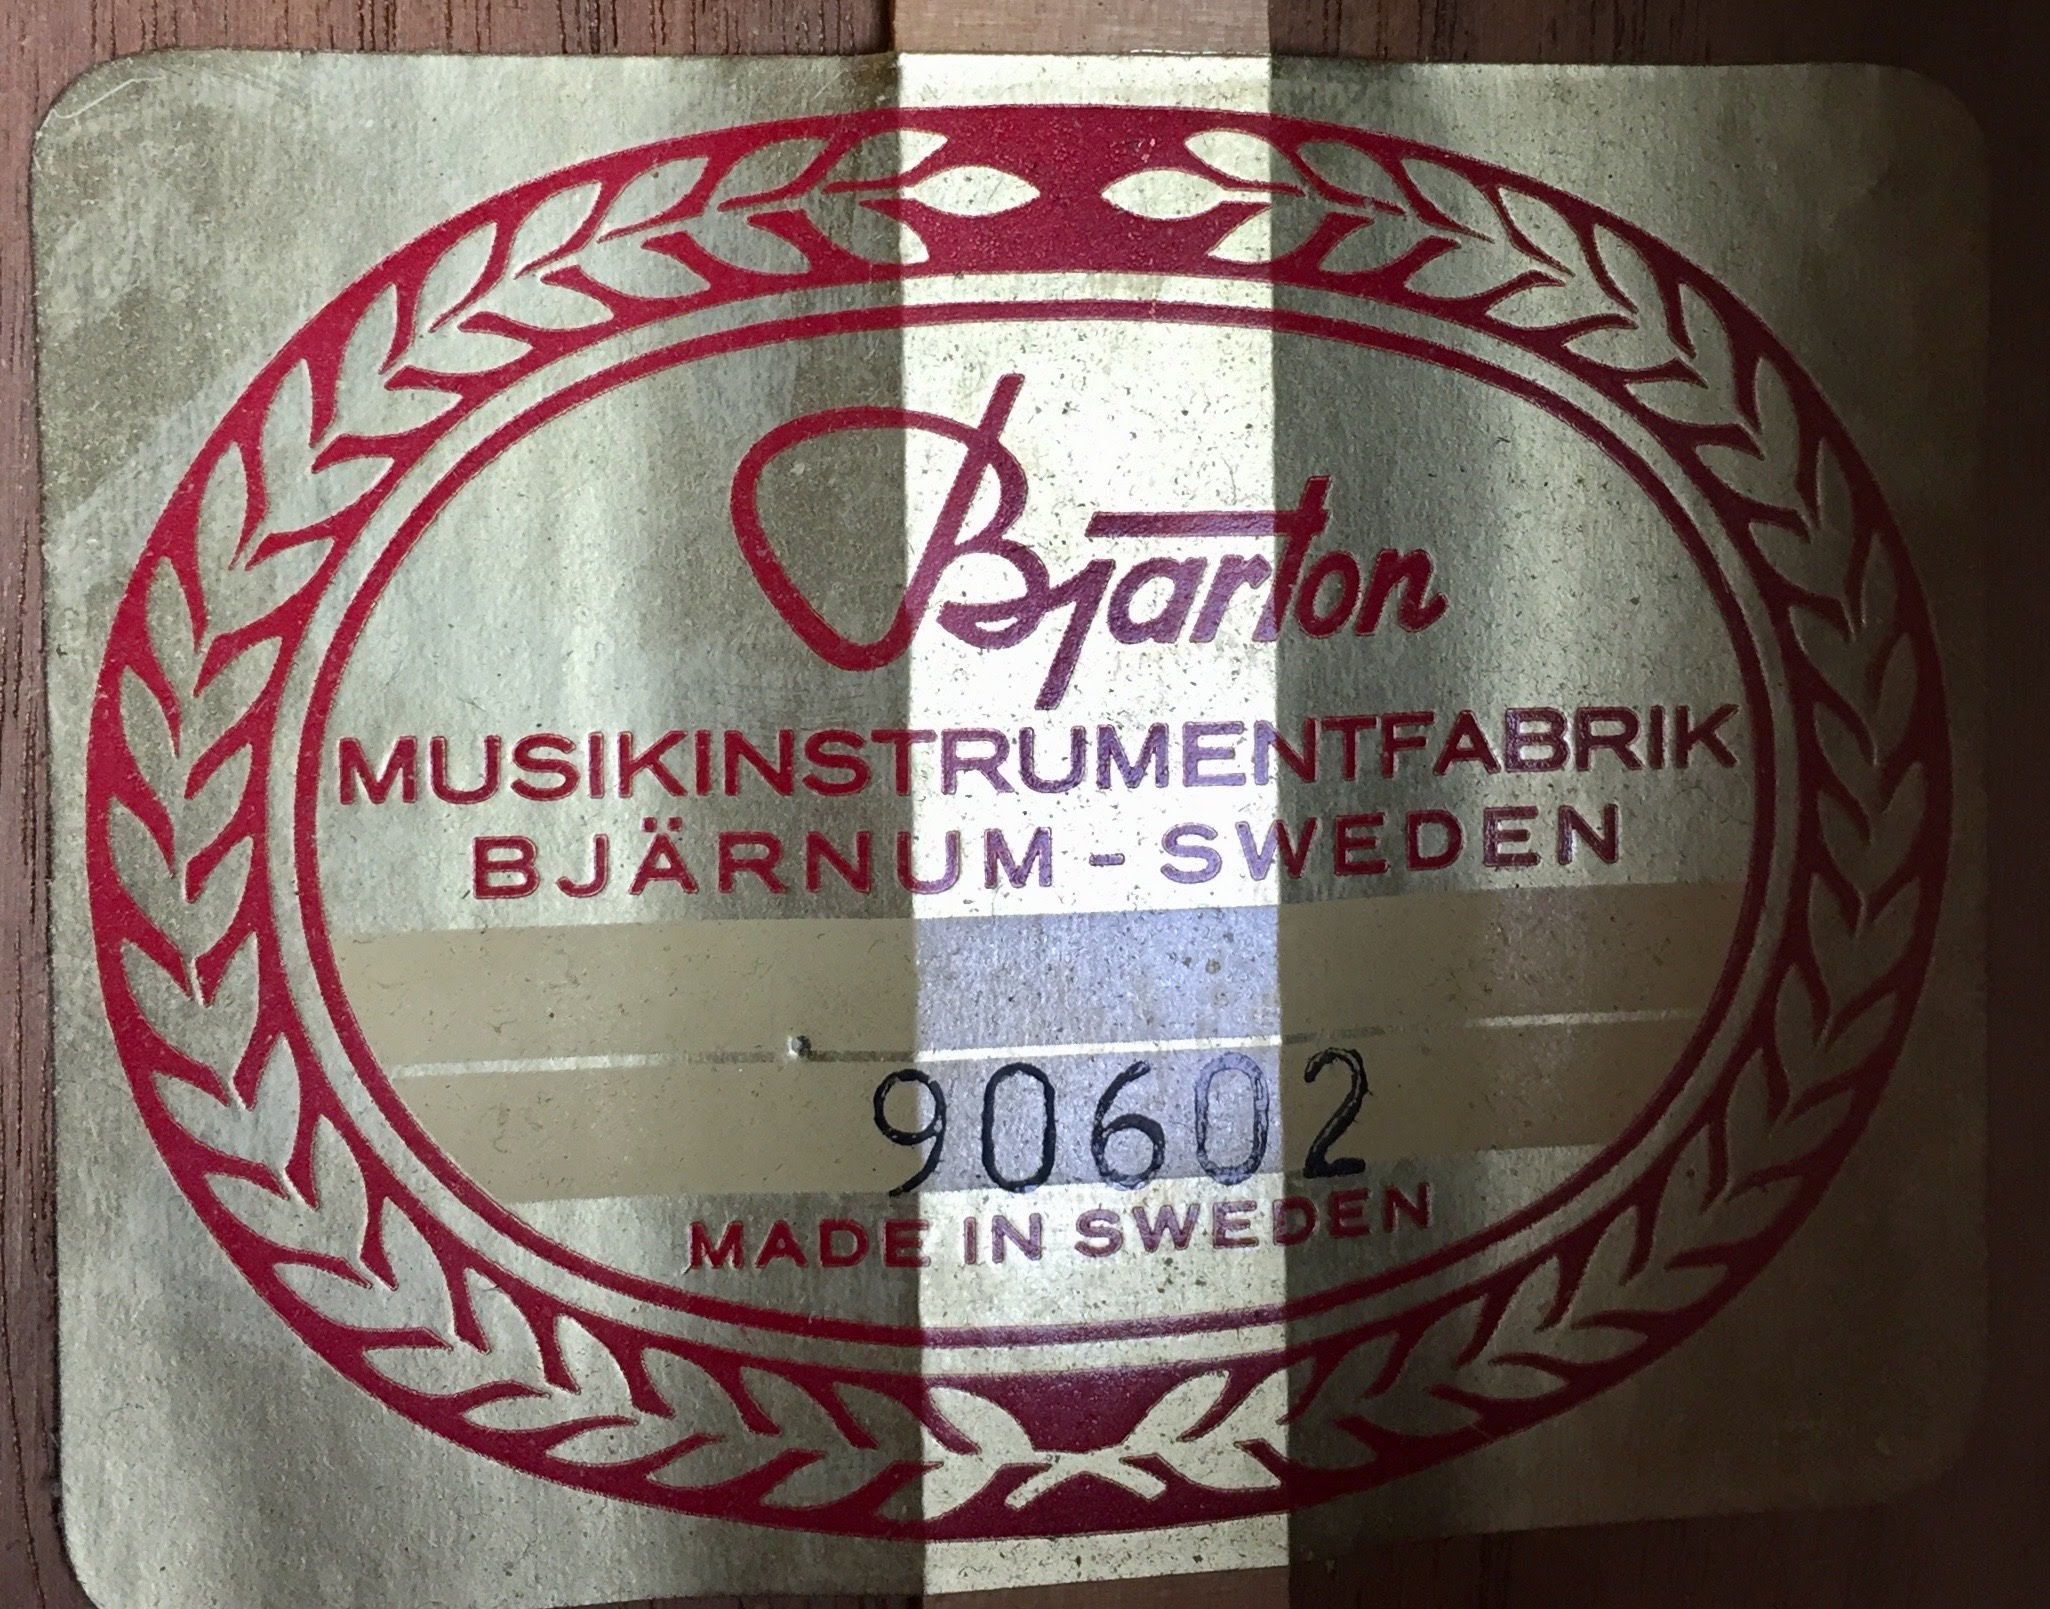 Bjarton
MUSIKINSTRUMENTFABRIK
BJÄRNUM - SWEDEN
90602
MADE IN SWEDEN